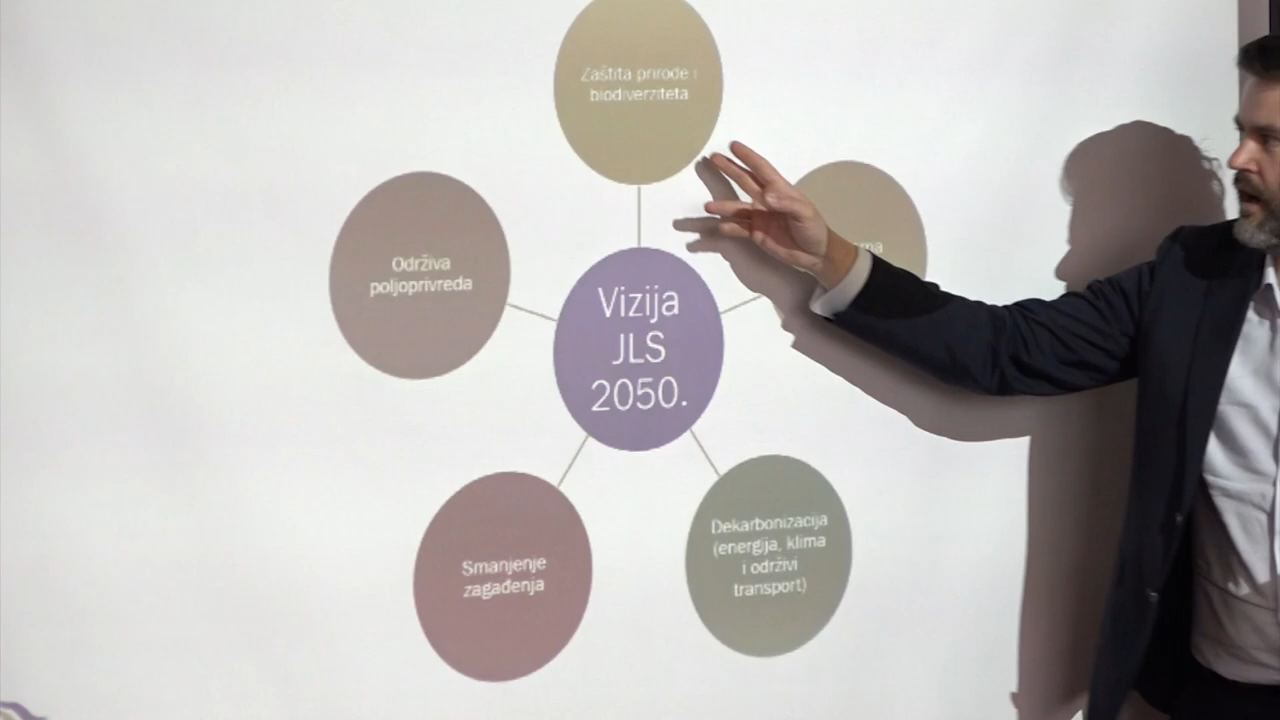 Zaštita prirode i
biodiverziteta
Održiva
poljoprivreda
Vizija
JLS
2050.
Dekarbonizacija
(energija, klima
i održivi
transport)
Smanjenje
zagađenja